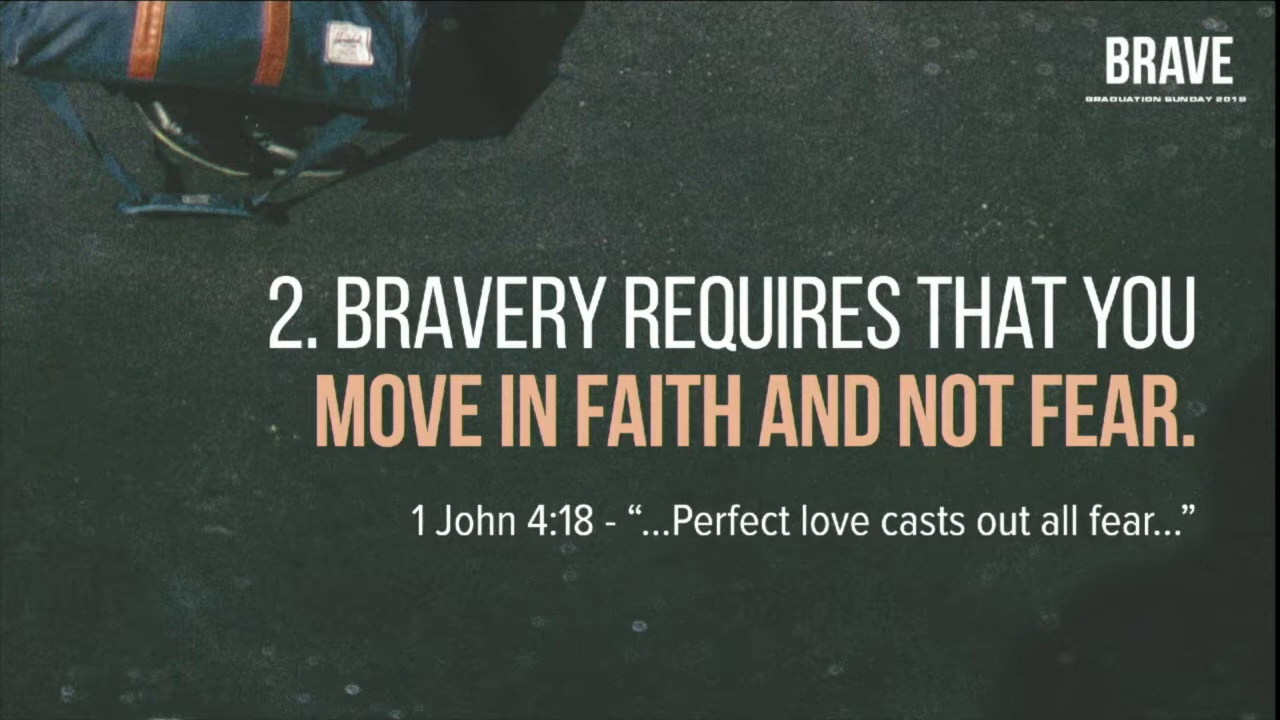 BRAVE
GRADUATION SUNDAY 2019
2. BRAVERY REQUIRES THAT YOU
MOVE IN FAITH AND NOT FEAR.
1 John 4:18 - “...Perfect love casts out all fear...”